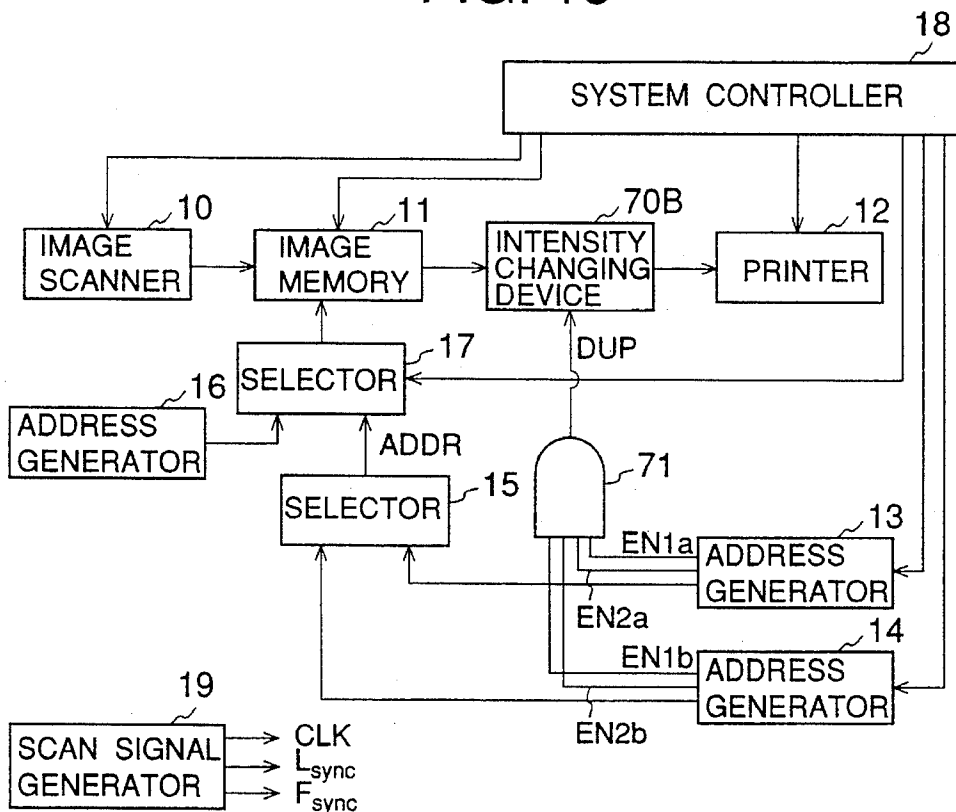 18
SYSTEM CONTROLLER
10
IMAGE
SCANNER
11
IMAGE
MEMORY
70B
INTENSITY
CHANGING
DEVICE
12
PRINTER
DUP
17
SELECTOR
16
ADDRESS
GENERATOR
ADDR
15
SELECTOR
71
13
EN1a
ADDRESS
GENERATOR
EN2a
14
EN1b
ADDRESS
GENERATOR
EN2b
19
SCAN SIGNAL
GENERATOR
CLK
Lsync
Fsync